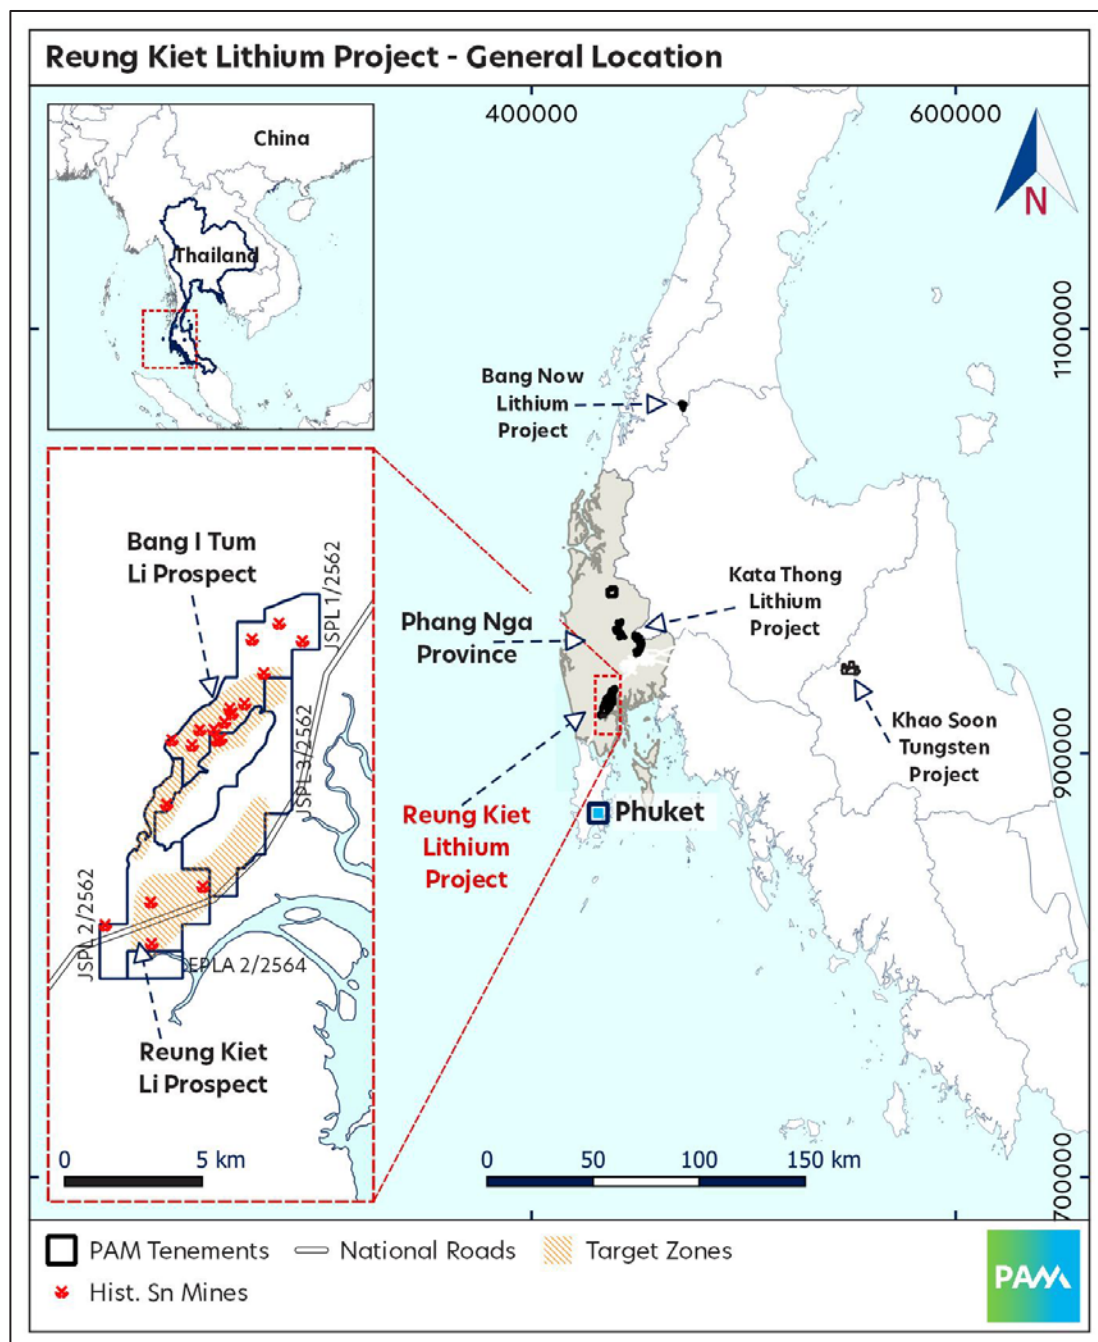 Reung Kiet Lithium Project - General Location
400000
600000
China
Thailand
N
1100000
Bang Now
Lithium
Project
Bang I Tum
Li Prospect
JSPL 1/2562
Kata Thong
Lithium
Project
Phang Nga
Province
JSPL 3/2562
Khao Soon
Tungsten
Project
900000
Reung Kiet
Lithium
Project
Phuket
JSPL 2/2562
EPLA 2/2564
Reung Kiet
Li Prospect
0 5 km
0 50 100 150 km
700000
PAM Tenements
National Roads
Target Zones
Hist. Sn Mines
PAM